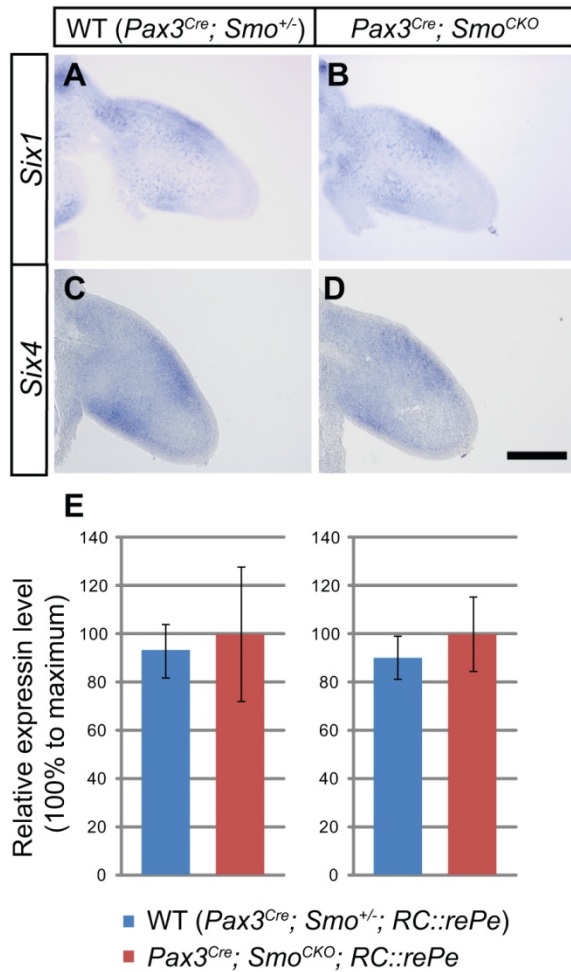 WT (Pax3Cre; Smo+/-) Pax3Cre; SmoCKO
A B
Six1
C D
Six4
E
140 140
120 120
100 100
80 80
60 60
40 40
20 20
0 0
Relative expressin level
(100% to maximum)
WT (Pax3Cre; Smo+/-; RC::rePe)
Pax3Cre; SmoCKO; RC::rePe